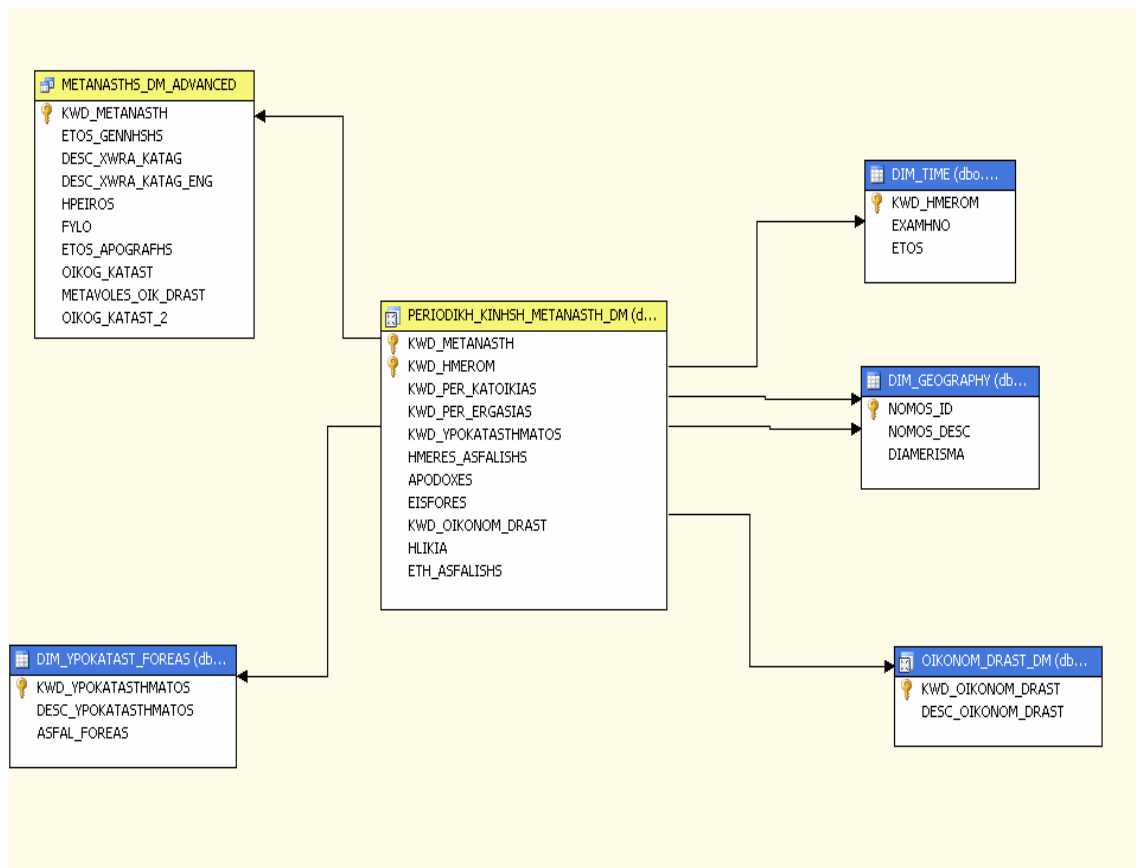 METANASTHS_DM_ADVANCED
KWD_METANASTH
ETOS_GENNHSHS
DESC_XWRA_KATAG
DESC_XWRA_KATAG_ENG
HPEIROS
FYLO
ETOS_APOGRAFHS
OIKOG_KATAST
METAVOLES_OIK_DRAST
OIKOG_KATAST_2
DIM_TIME (dbo....
KWD_HMEROM
EXAMHNO
ETOS
PERIODIKH_KINHSH_METANASTH_DM (d...
KWD_METANASTH
KWD_HMEROM
KWD_PER_KATOIKIAS
KWD_PER_ERGASIAS
KWD_YPOKATASTHMATOS
HMERES_ASFALISHS
APODOXES
EISFORES
KWD_OIKONOM_DRAST
HLIKIA
ETH_ASFALISHS
DIM_GEOGRAPHY (db...
NOMOS_ID
NOMOS_DESC
DIAMERISMA
DIM_YPOKATAST_FOREAS (db...
KWD_YPOKATASTHMATOS
DESC_YPOKATASTHMATOS
ASFAL_FOREAS
OIKONOM_DRAST_DM (db...
KWD_OIKONOM_DRAST
DESC_OIKONOM_DRAST